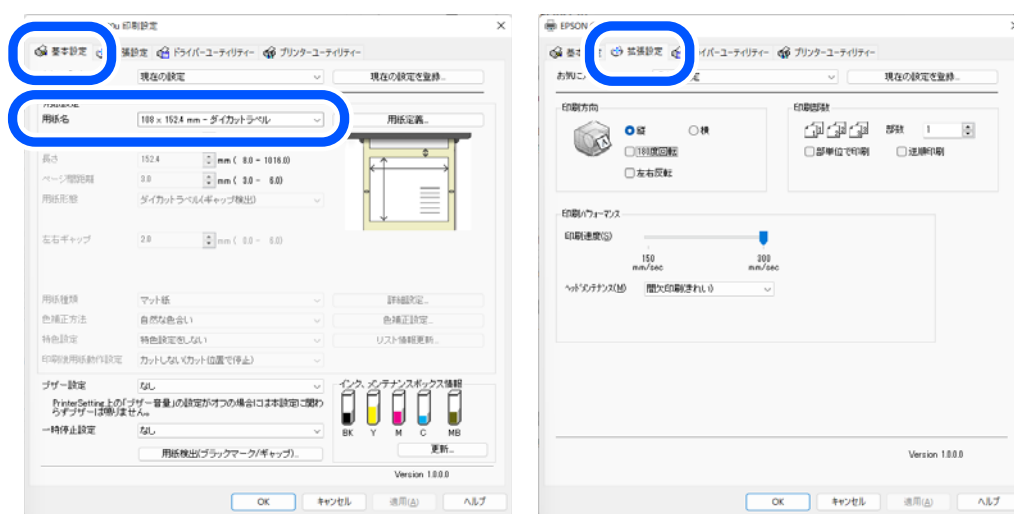 印刷設定
基本設定
張設定
ドライバーユーティリティー
プリンターユーティリティー
現在の設定
現在の設定を登録...
用紙名
108 x 152.4 mm - ダイカットラベル
用紙定義...
長さ
152.4
mm ( 8.0 - 1016.0)
ページ間距離
3.0
mm ( 3.0 - 6.0)
用紙形態
ダイカットラベル(ギャップ検出)
左右ギャップ
2.0
mm ( 0.0 - 6.0)
用紙種類
マット紙
詳細設定...
色補正方法
自然な色合い
色補正設定...
特色設定
特色設定をしない
リスト情報更新...
印刷後用紙動作設定
カットしない(カット位置で停止)
ブザー設定
なし
PrinterSetting上の「ブザー音量」の設定がオフの場合には本設定に関わ
らずブザーは鳴りません。
一時停止設定
なし
用紙検出(ブラックマーク/ギャップ)...
インク、メンテナンスボックス情報
BK Y M C MB
更新...
Version 1.0.0.0
OK
キャンセル
適用(A)
ヘルプ
EPSON
拡張設定
イバーユーティリティー
プリンターユーティリティー
お気に
現在の設定を登録...
印刷方向
縦
横
180度回転
左右反転
印刷部数
部数
1
部単位で印刷
逆順印刷
印刷パフォーマンス
印刷速度(S)
150
mm/sec
300
mm/sec
ヘッドメンテナンス(M)
間欠印刷(きれい)
Version 1.0.0.0
OK
キャンセル
適用(A)
ヘルプ